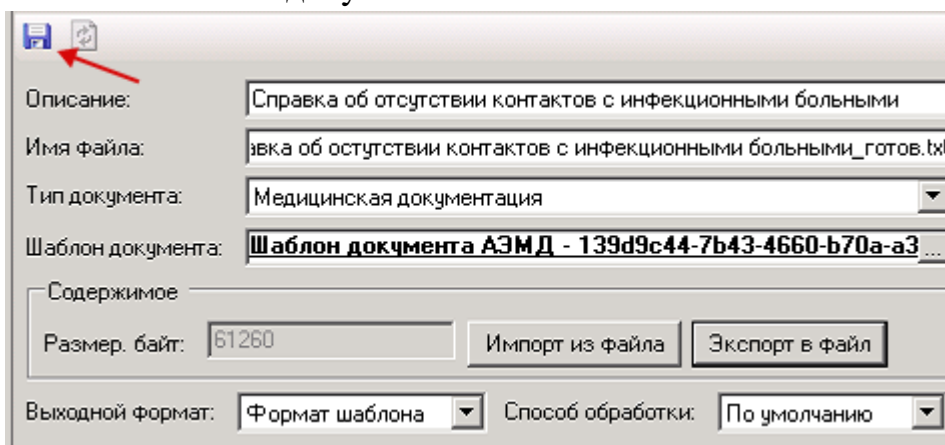 Описание: Справка об отсутствии контактов с инфекционными больными
Имя файла: авка об остутствии контактов с инфекционными больными_готов.txt
Тип документа: Медицинская документация
Шаблон документа: Шаблон документа АЭМД - 139d9c44-7b43-4660-b70a-a3 ...
Содержимое
Размер. байт: 61260 Импорт из файла Экспорт в файл
Выходной формат: Формат шаблона Способ обработки: По умолчанию